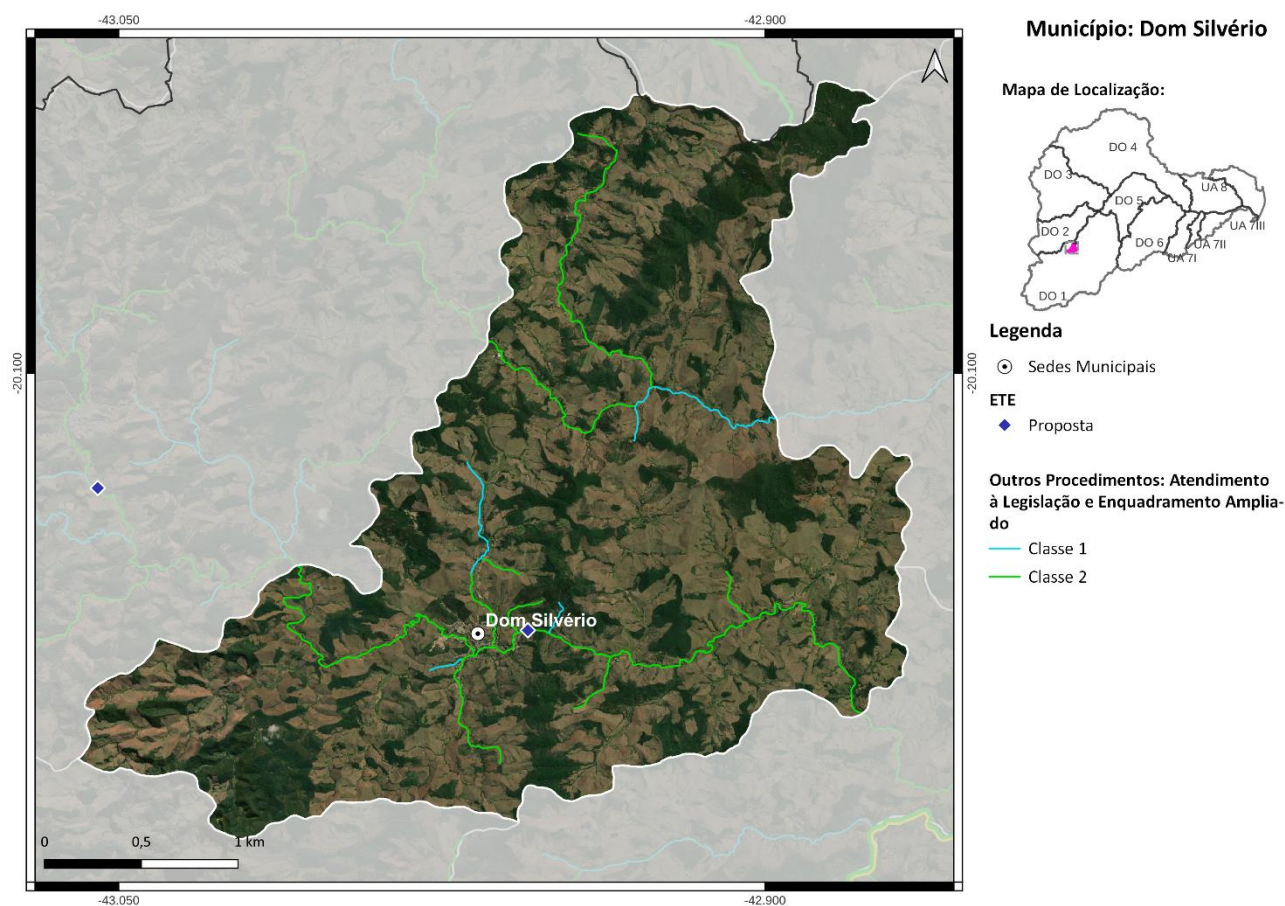 Município: Dom Silvério
-43.050
-42.900
Mapa de Localização:
DO 4
DO 3
UA 8
DO 5
DO 2
UA 7III
DO 6
UA 7II
UA 7I
DO 1
-20.100
-20.100
Legenda
Sedes Municipais
ETE
Proposta
Outros Procedimentos: Atendimento
à Legislação e Enquadramento Amplia-
do
Classe 1
Classe 2
Dom Silvério
0
0,5
1 km
-43.050
-42.900